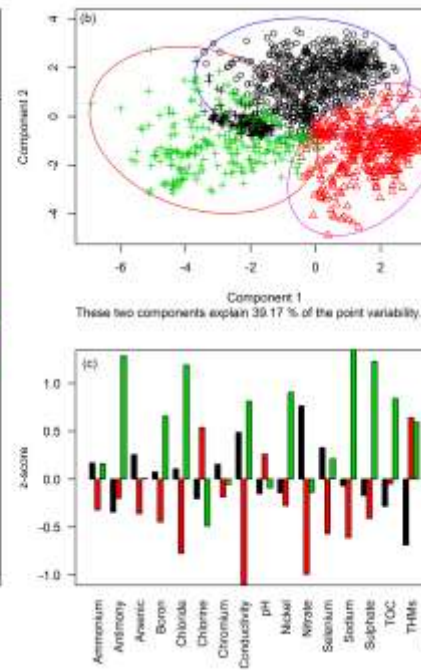 (b)
4
2
0
-2
-4
Component 2
-6 -4 -2 0 2
Component 1
These two components explain 39.17 % of the point variability.
(c)
1.0
0.5
0.0
-0.5
-1.0
z-score
Ammonium
Antimony
Arsenic
Boron
Chloride
Chlorine
Chromium
Conductivity
pH
Nickel
Nitrate
Selenium
Sodium
Sulphate
TOC
THMs